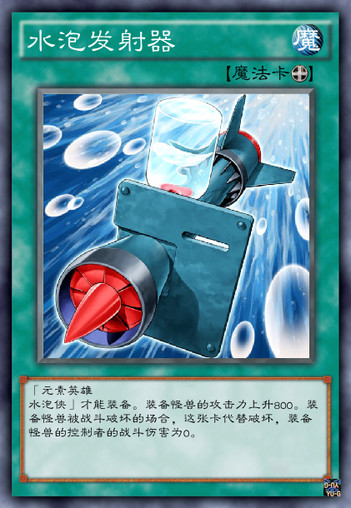 水泡发射器
魔
【魔法卡】
「元素英雄
水泡侠」才能装备。装备怪兽的攻击力上升800。装
备怪兽被战斗破坏的场合，这张卡代替破坏，装备
怪兽的控制者的战斗伤害为0。